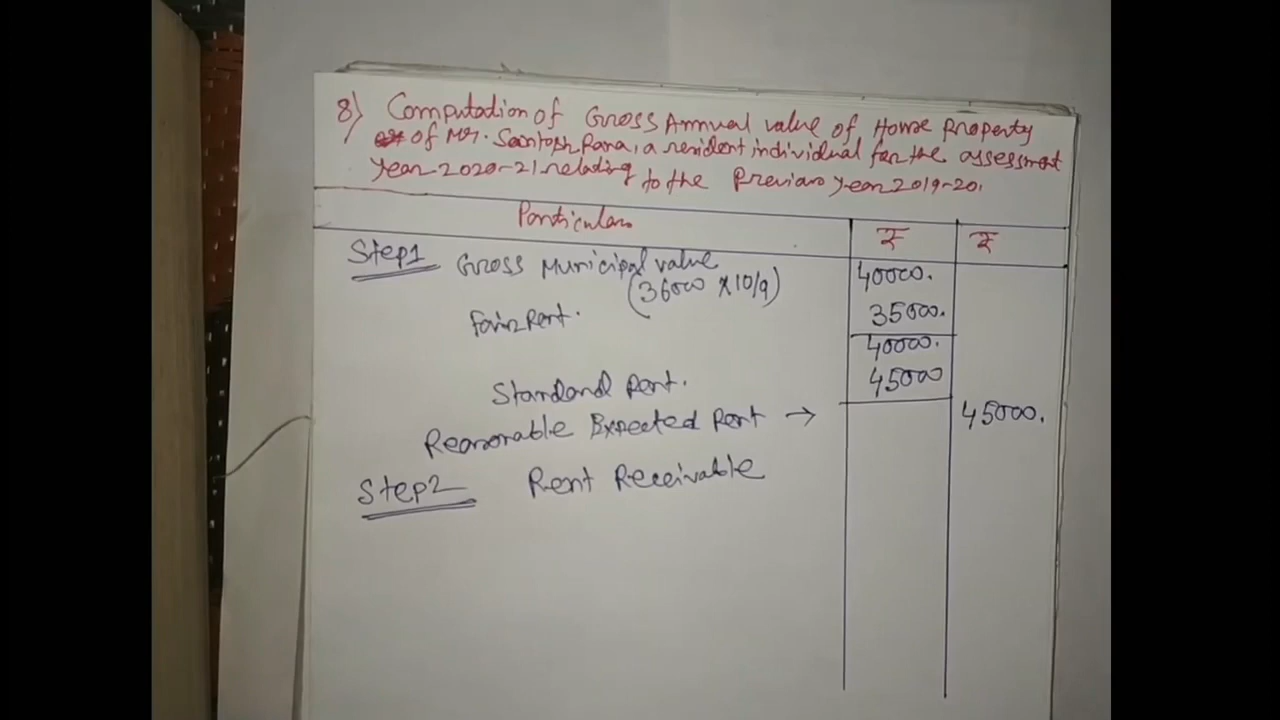 8) Computation of Gross Annual value of House Property
of Mr. Santosh Para, a resident individual for the assessment
year 2020-21 relating to the Previous year 2019-20.
Particulars ₹ ₹
Step1 Gross Municipal value 40000.
(36000 x 10/9)
Fair Rent. 35000.
40000.
Standard Rent. 45000
Reasonable Expected Rent → 45000.
Step2 Rent Receivable